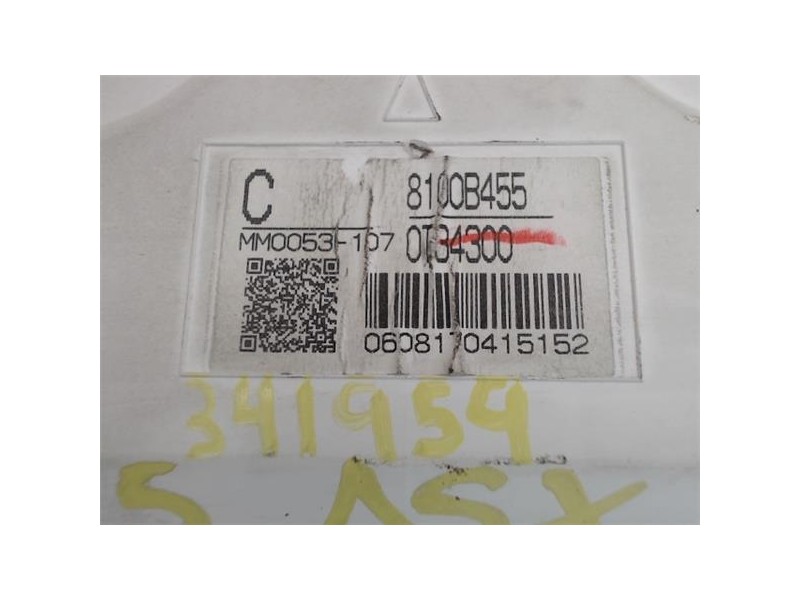 C 8100B455
MM0053-107 0T34300
0608170415152
341959
S ASX